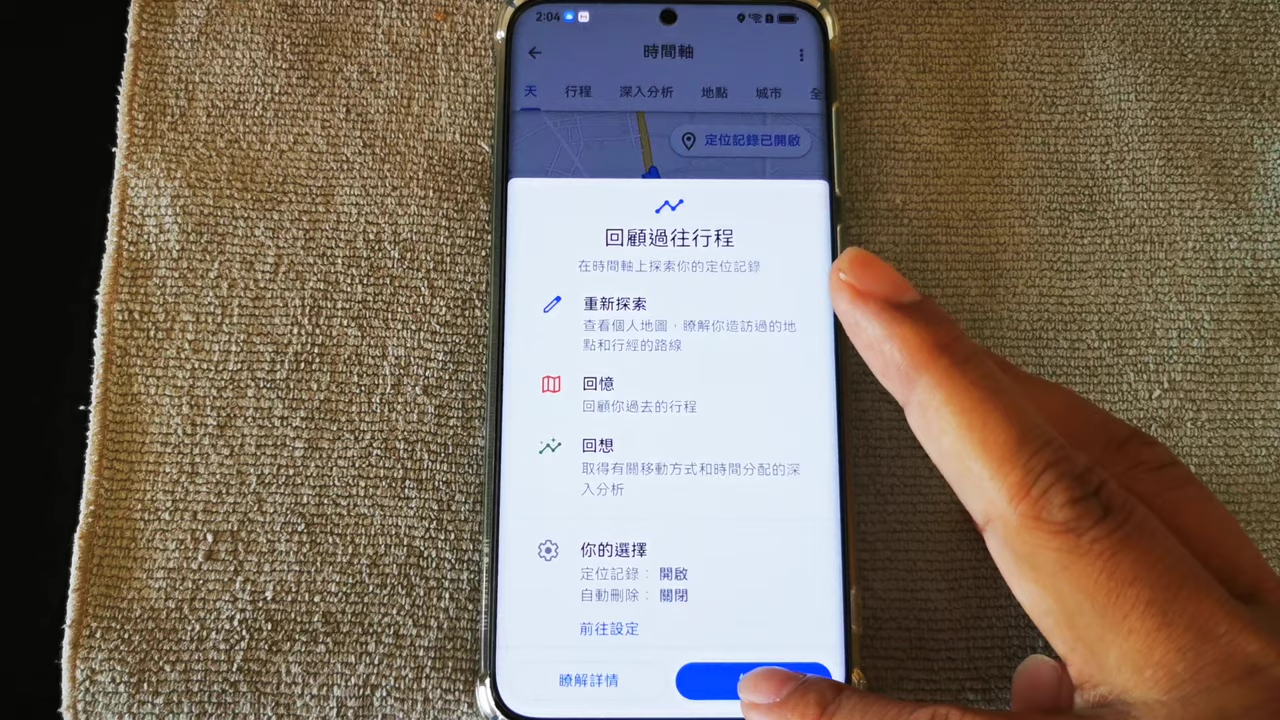 2:04
時間軸
天 行程 深入分析 地點 城市 全
定位記錄已開啟
回顧過往行程
在時間軸上探索你的定位記錄
重新探索
查看個人地圖，瞭解你造訪過的地
點和行經的路線
回憶
回顧你過去的行程
回想
取得有關移動方式和時間分配的深
入分析
你的選擇
定位記錄： 開啟
自動刪除： 關閉
前往設定
瞭解詳情